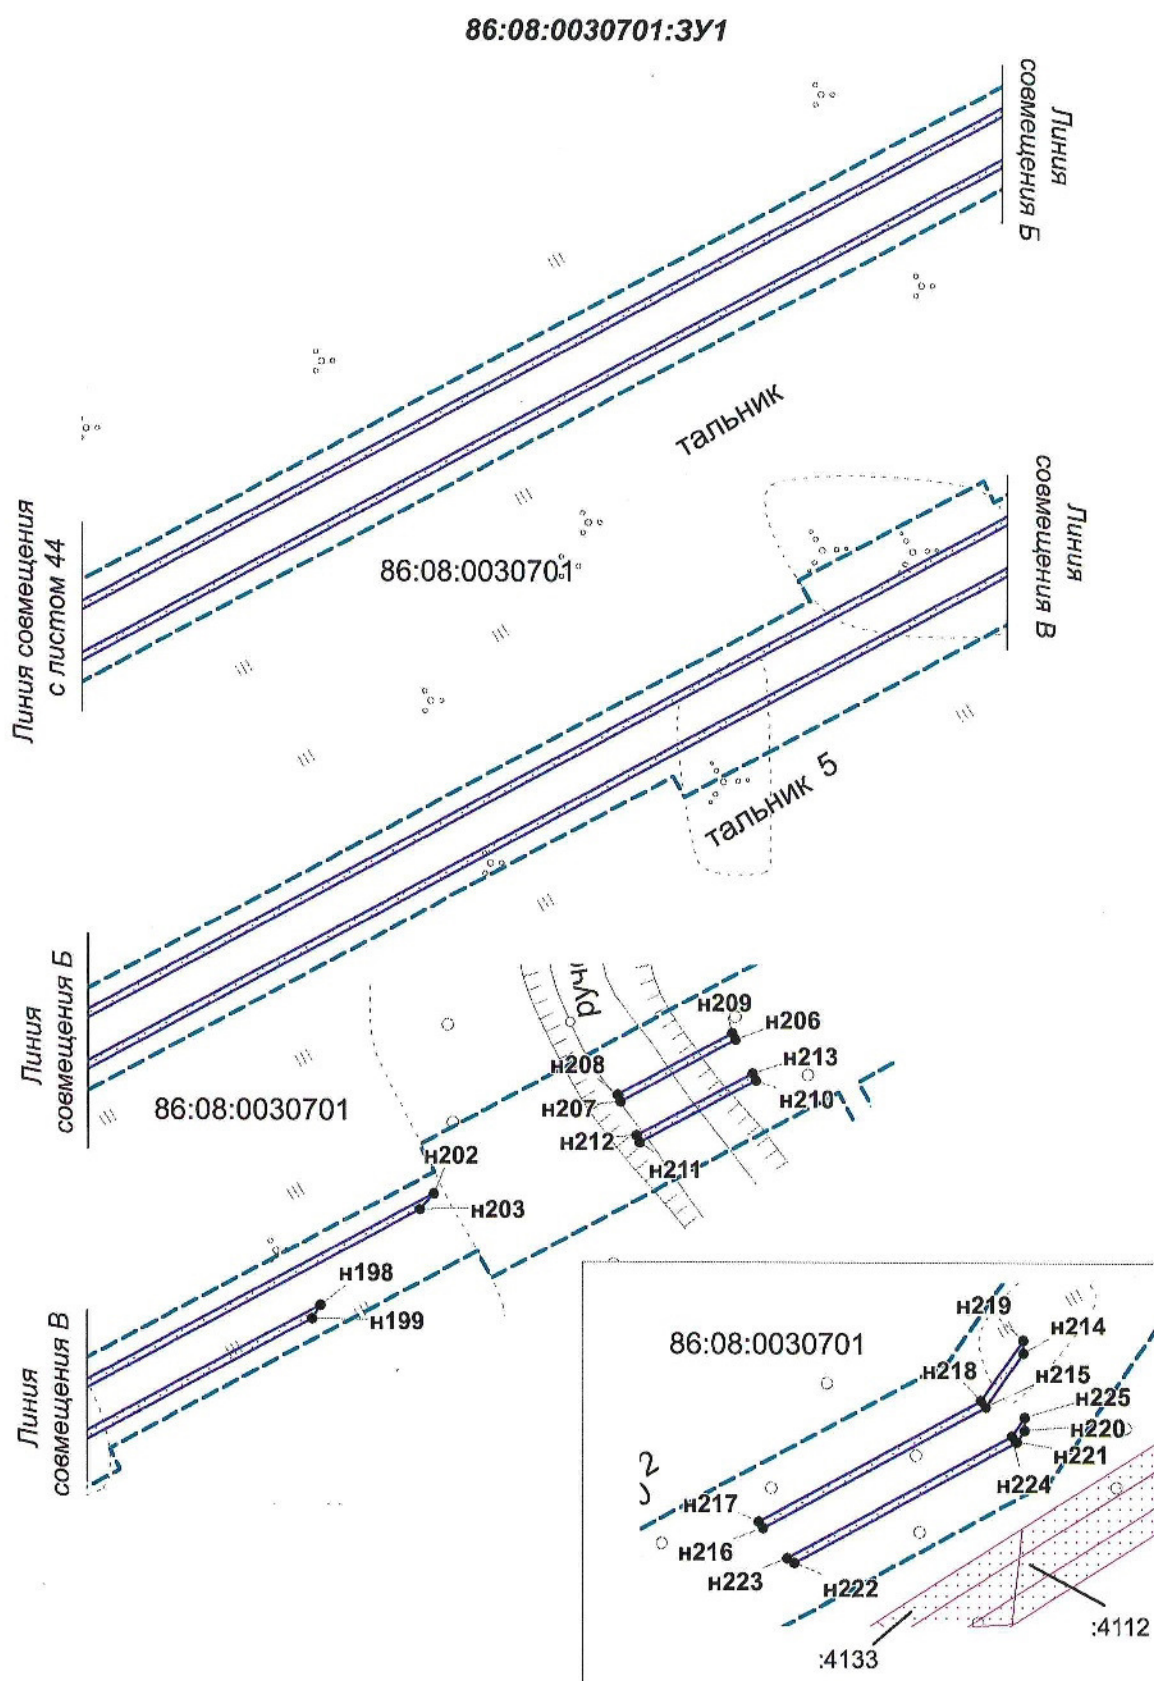 86:08:0030701:ЗУ1
Линия
совмещения Б
тальник
Линия
совмещения В
Линия совмещения
с листом 44
86:08:0030701
тальник 5
Линия
совмещения Б
86:08:0030701
руч
н209
н206
н208
н213
н207
н210
н212
н211
н202
н203
н198
н199
Линия
совмещения В
86:08:0030701
н219
н214
н218
н215
н225
н220
н221
н224
2
н217
н216
н223
н222
:4112
:4133